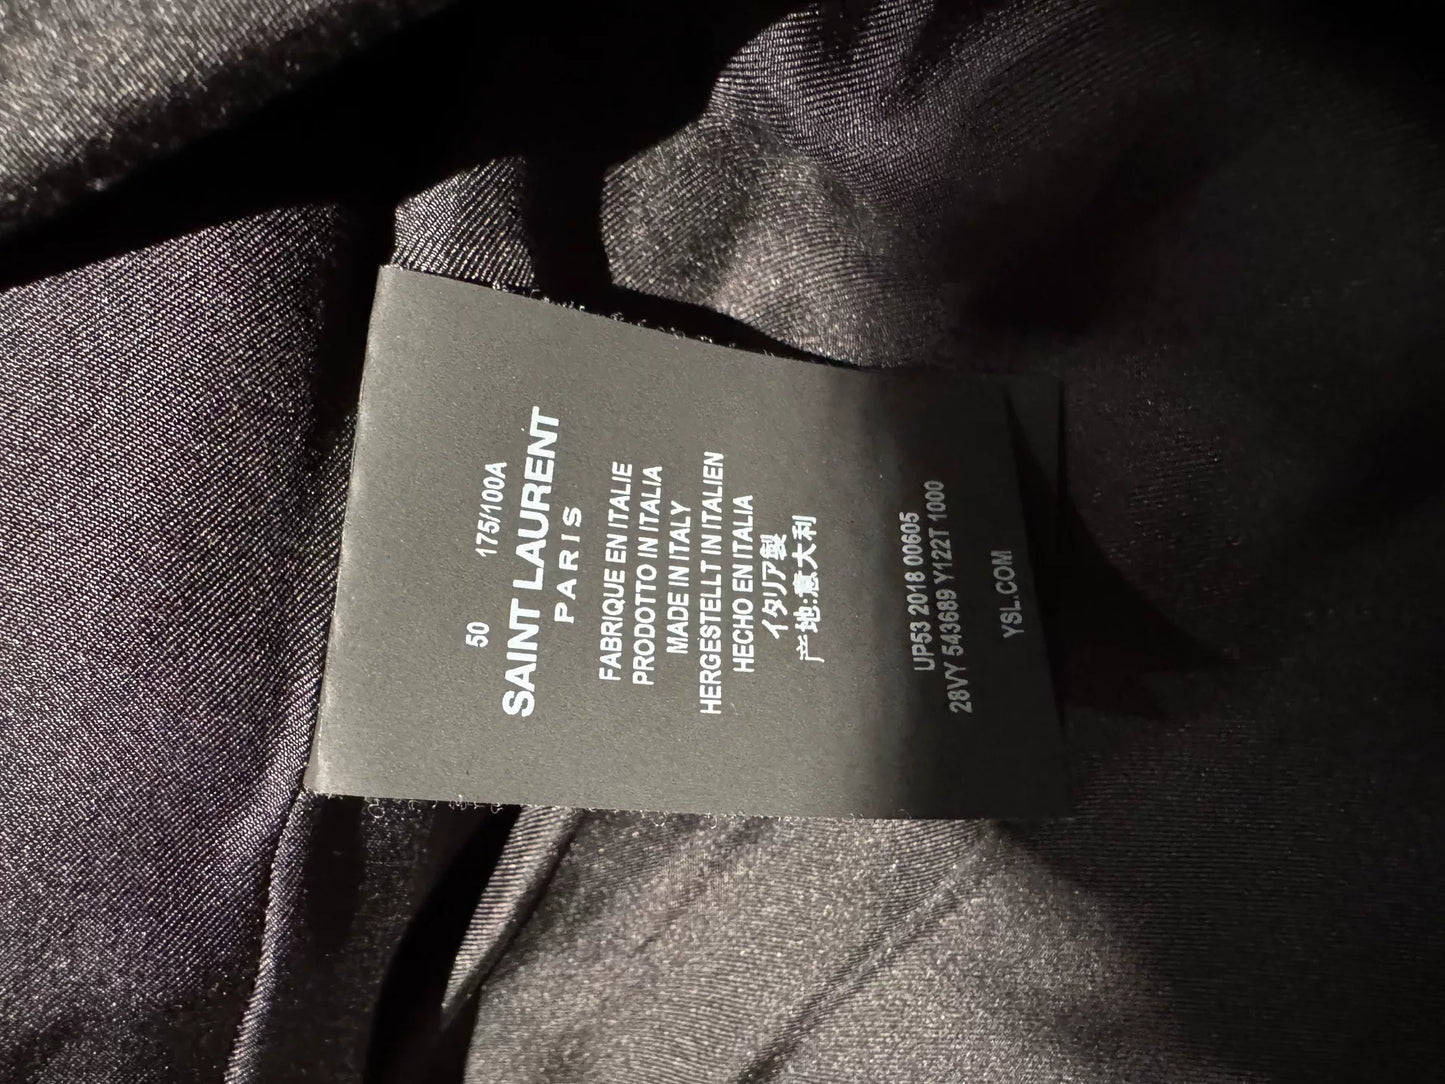 50 175/100A
SAINT LAURENT
PARIS
FABRIQUE EN ITALIE
PRODOTTO IN ITALIA
MADE IN ITALY
HERGESTELLT IN ITALIEN
HECHO EN ITALIA
イタリア製
产地:意大利
UP53 2018 00605
28VY 543689 Y122T 1000
YSL.COM